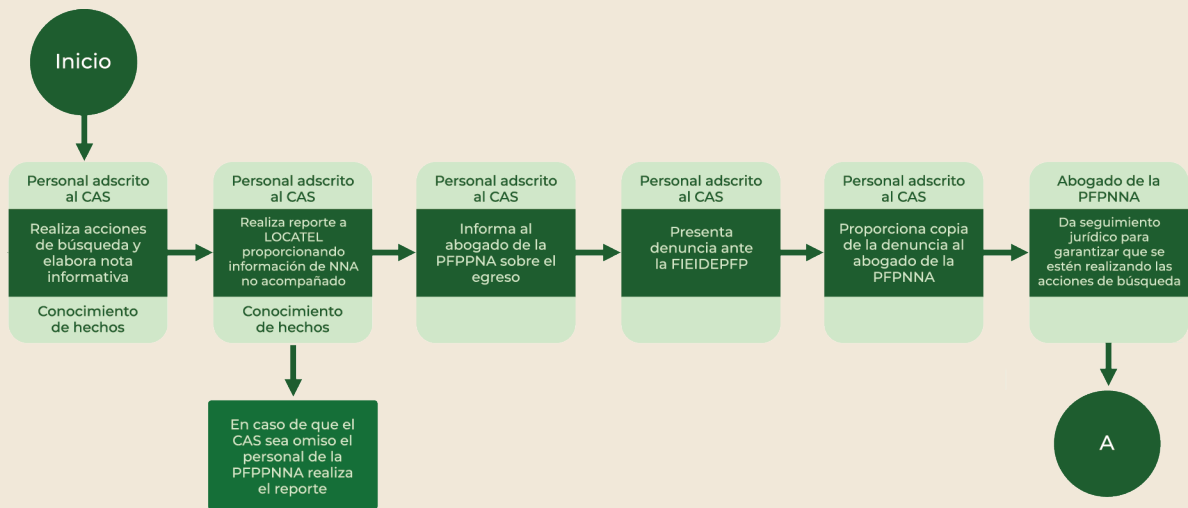 Inicio
Personal adscrito
al CAS
Realiza acciones
de búsqueda y
elabora nota
informativa
Conocimiento
de hechos
Personal adscrito
al CAS
Realiza reporte a
LOCATEL
proporcionando
información de NNA
no acompañado
Conocimiento
de hechos
En caso de que el
CAS sea omiso el
personal de la
PFPPNNA realiza
el reporte
Personal adscrito
al CAS
Informa al
abogado de la
PFPPNA sobre el
egreso
Personal adscrito
al CAS
Presenta
denuncia ante
la FIEIDEPFP
Personal adscrito
al CAS
Proporciona copia
de la denuncia al
abogado de la
PFPNNA
Abogado de la
PFPNNA
Da seguimiento
jurídico para
garantizar que se
estén realizando las
acciones de búsqueda
A